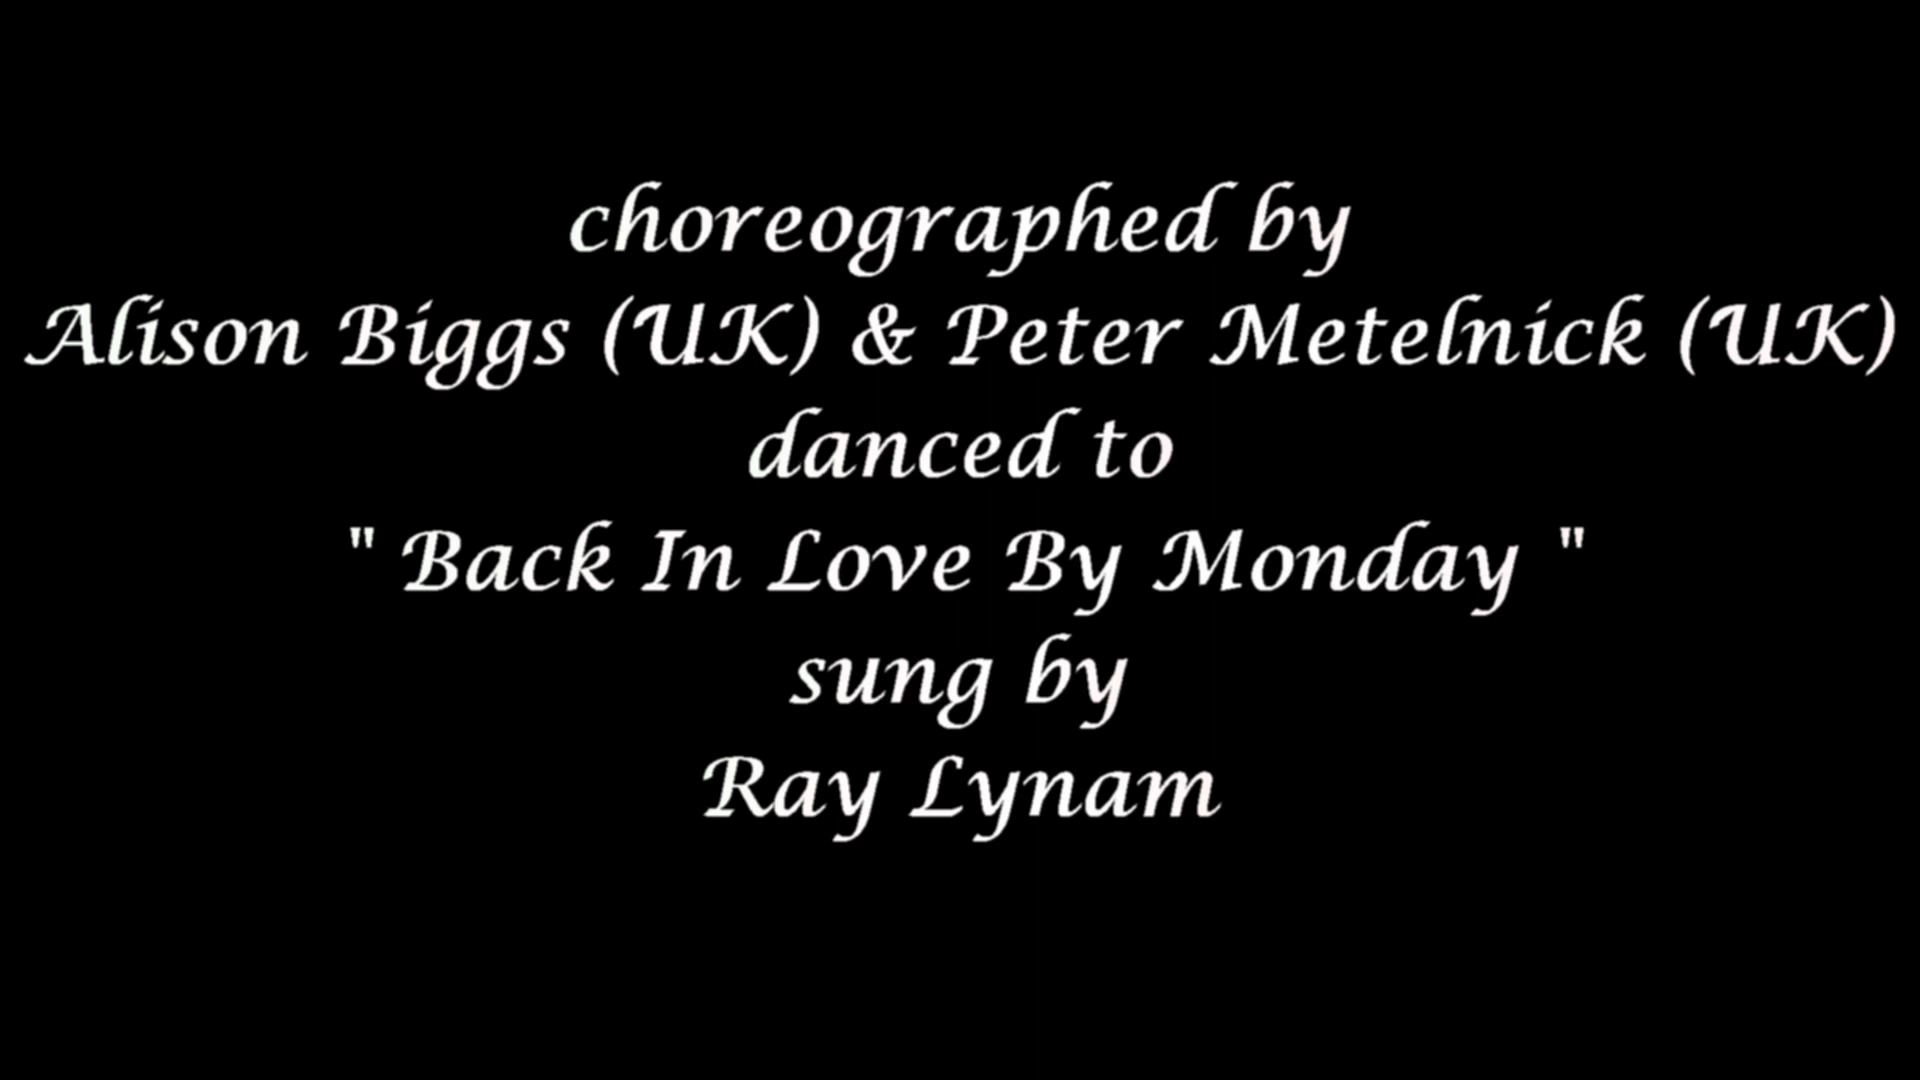 choreographed by
Alison Biggs (UK) & Peter Metelnick (UK)
danced to
" Back In Love By Monday "
sung by
Ray Lynam